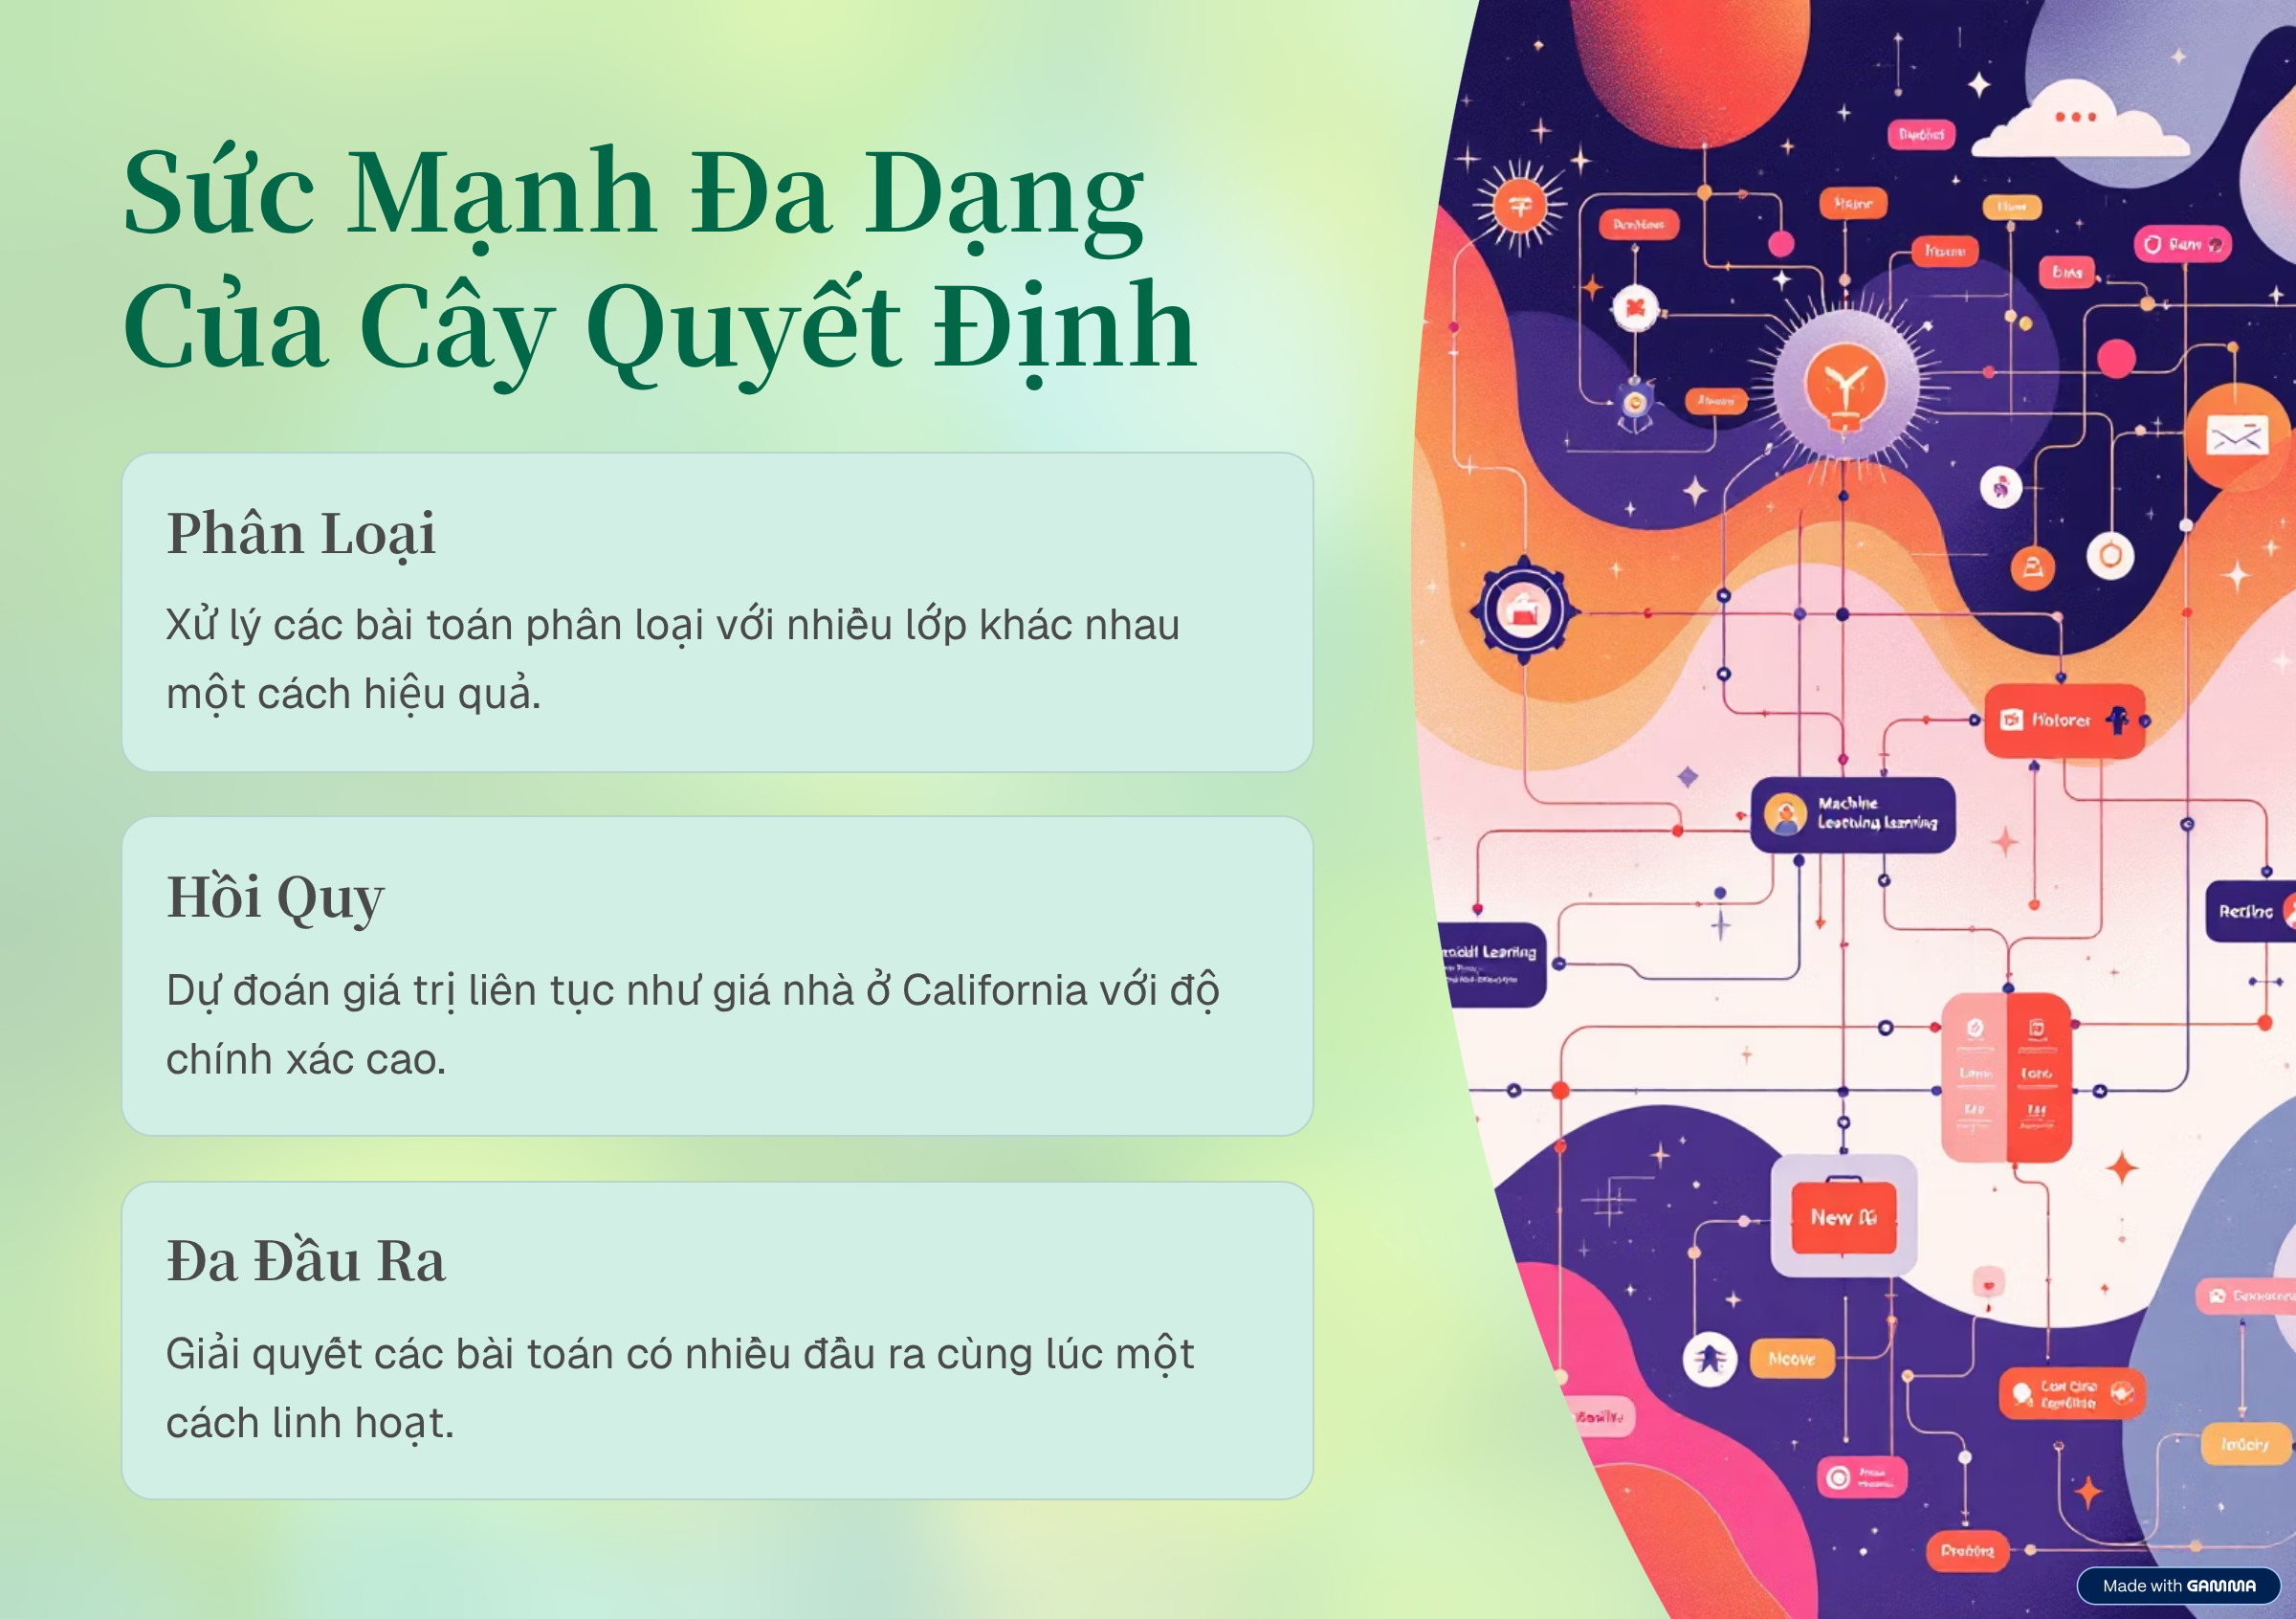 Sức Mạnh Đa Dạng
Của Cây Quyết Định
Phân Loại
Xử lý các bài toán phân loại với nhiều lớp khác nhau
một cách hiệu quả.
Hồi Quy
Dự đoán giá trị liên tục như giá nhà ở California với độ
chính xác cao.
Đa Đầu Ra
Giải quyết các bài toán có nhiều đầu ra cùng lúc một
cách linh hoạt.
Machine
New
Moove
Made with GAMMA